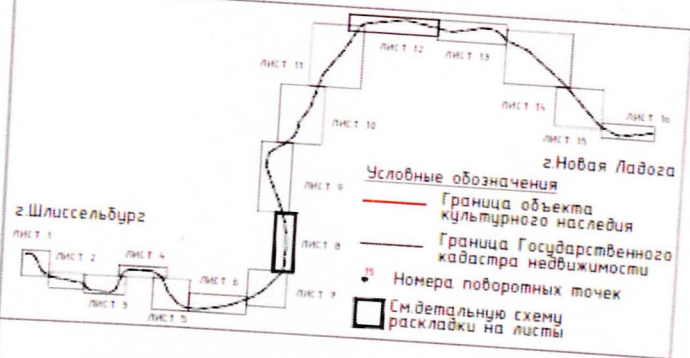 ЛИСТ 12
ЛИСТ 13
ЛИСТ 11
ЛИСТ 10
ЛИСТ 14
ЛИСТ 15
ЛИСТ 16
г.Новая Ладога
ЛИСТ 9
ЛИСТ 8
ЛИСТ 7
г.Шлиссельбург
ЛИСТ 1
ЛИСТ 2
ЛИСТ 3
ЛИСТ 4
ЛИСТ 5
ЛИСТ 6
Условные обозначения
Граница объекта
культурного наследия
Граница Государственного
кадастра недвижимости
Номера поворотных точек
См.детальную схему
раскладки на листы